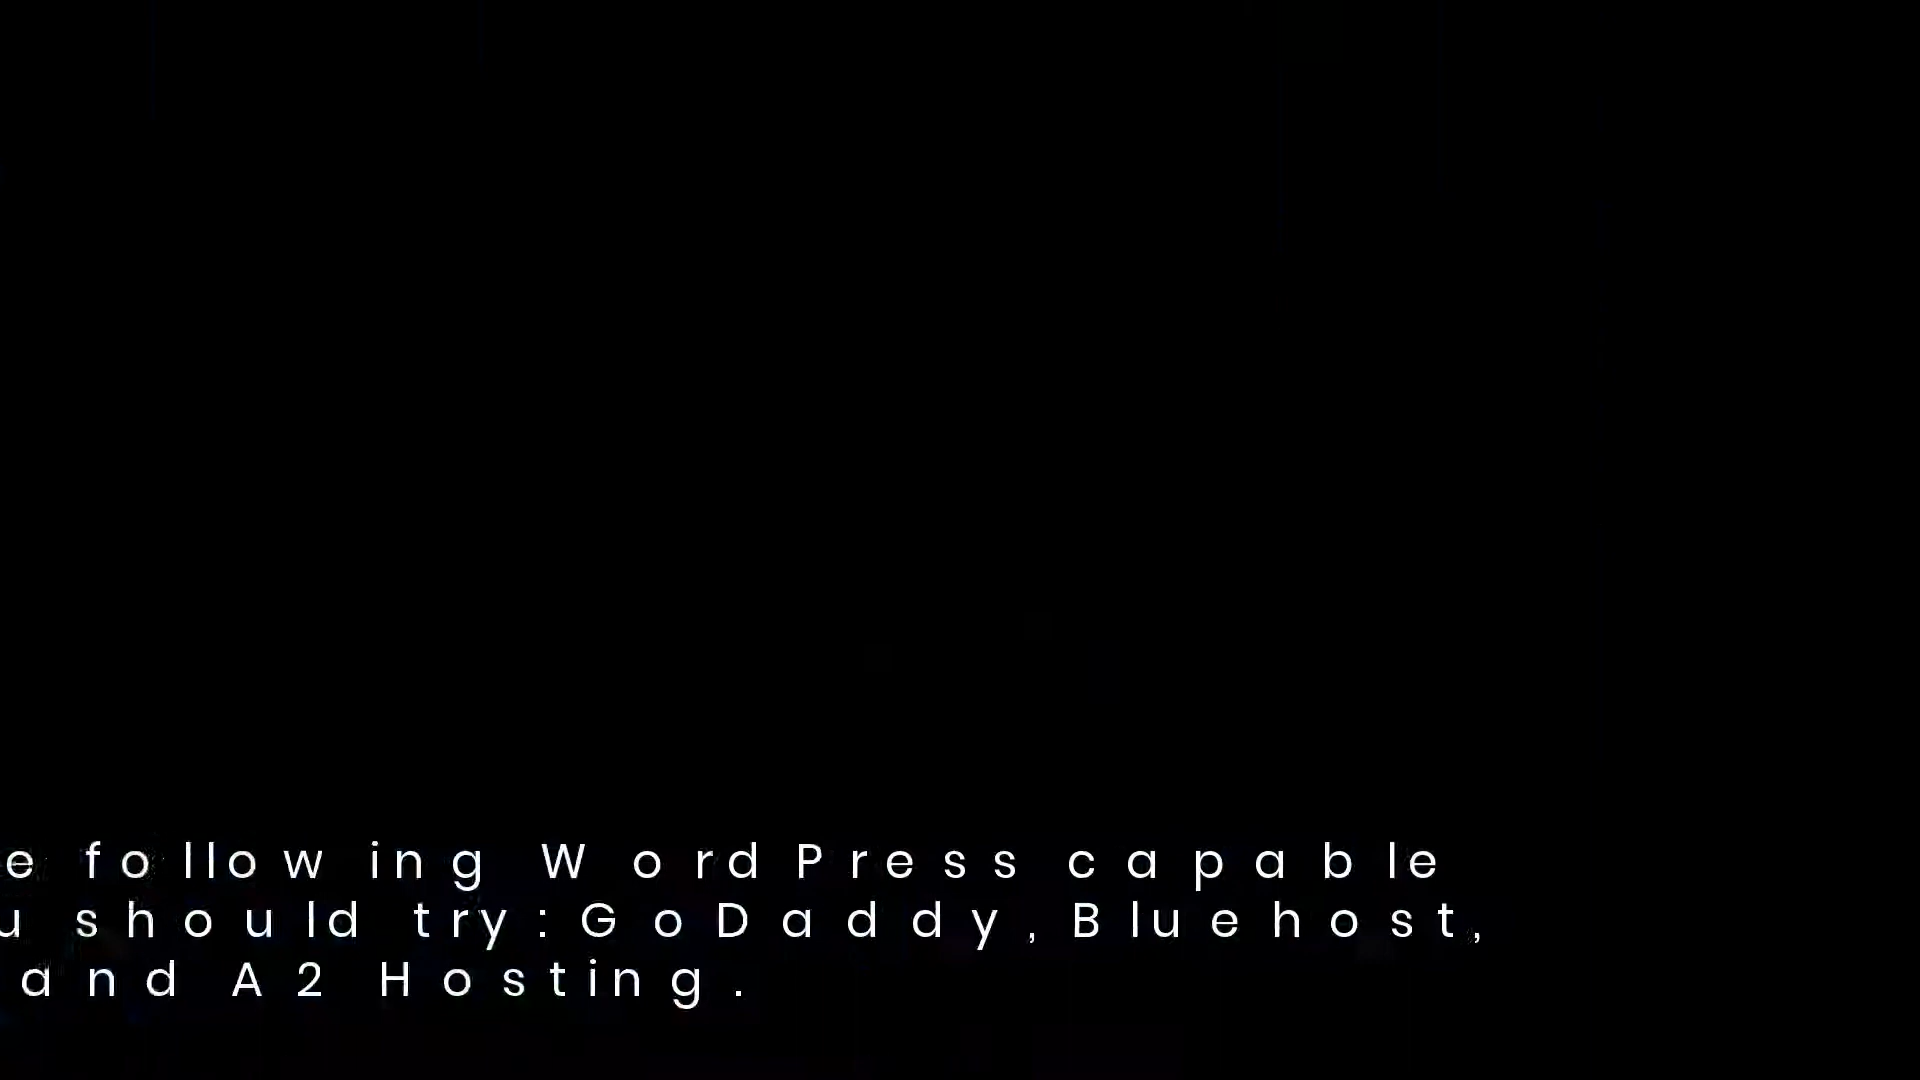 e following WordPress capable
u should try: GoDaddy, Bluehost,
and A2 Hosting.